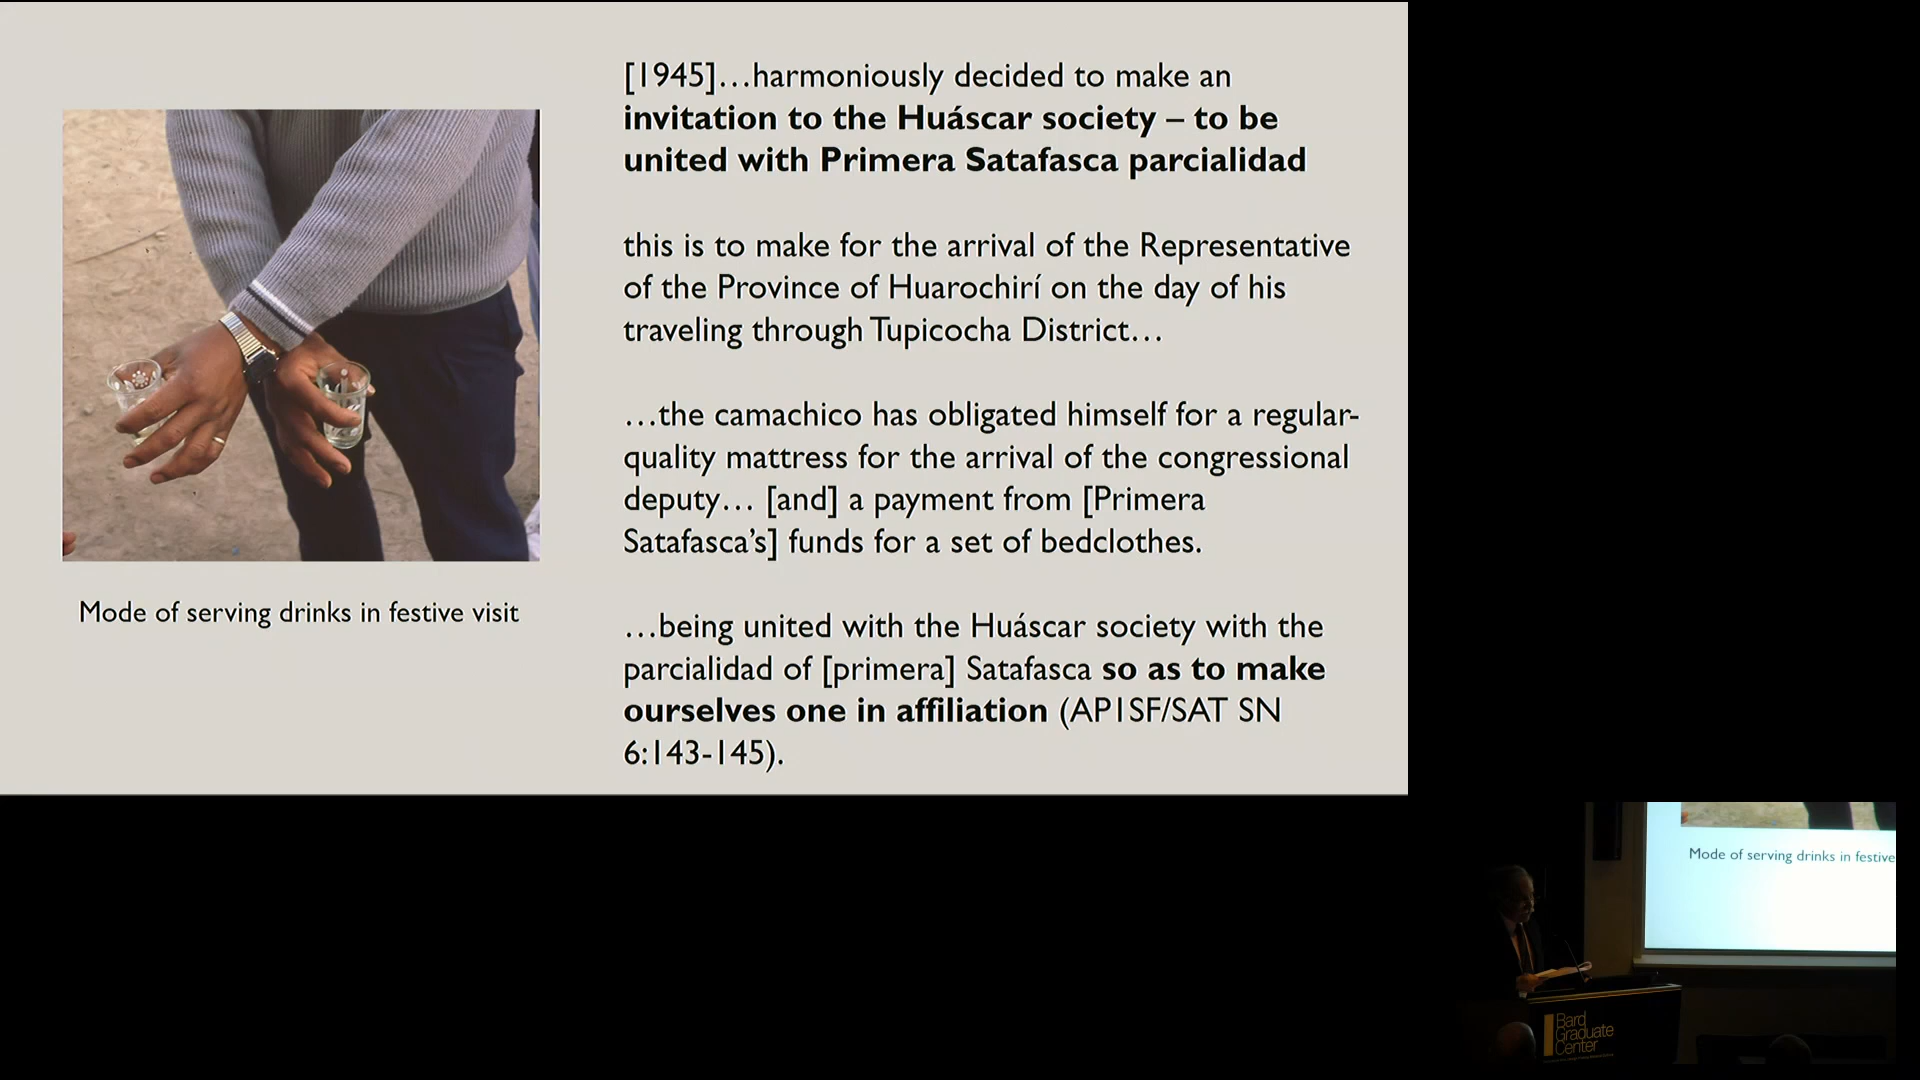 [1945]…harmoniously decided to make an
invitation to the Huáscar society – to be
united with Primera Satafasca parcialidad
this is to make for the arrival of the Representative
of the Province of Huarochirí on the day of his
traveling through Tupicocha District…
…the camachico has obligated himself for a regular-
quality mattress for the arrival of the congressional
deputy… [and] a payment from [Primera
Satafasca’s] funds for a set of bedclothes.
…being united with the Huáscar society with the
parcialidad of [primera] Satafasca so as to make
ourselves one in affiliation (AP1SF/SAT SN
6:143-145).
Mode of serving drinks in festive visit
Mode of serving drinks in festive
Bard
Graduate
Center